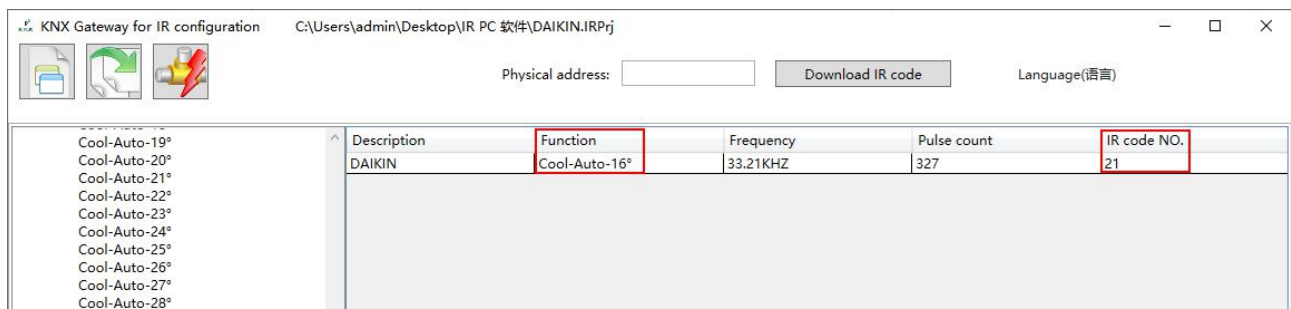 KNX Gateway for IR configuration C:\Users\admin\Desktop\IR PC 软件\DAIKIN.IRPrj
Physical address: Download IR code Language(语言)
Cool-Auto-19°
Cool-Auto-20°
Cool-Auto-21°
Cool-Auto-22°
Cool-Auto-23°
Cool-Auto-24°
Cool-Auto-25°
Cool-Auto-26°
Cool-Auto-27°
Cool-Auto-28°
Description Function Frequency Pulse count IR code NO.
DAIKIN Cool-Auto-16° 33.21KHZ 327 21